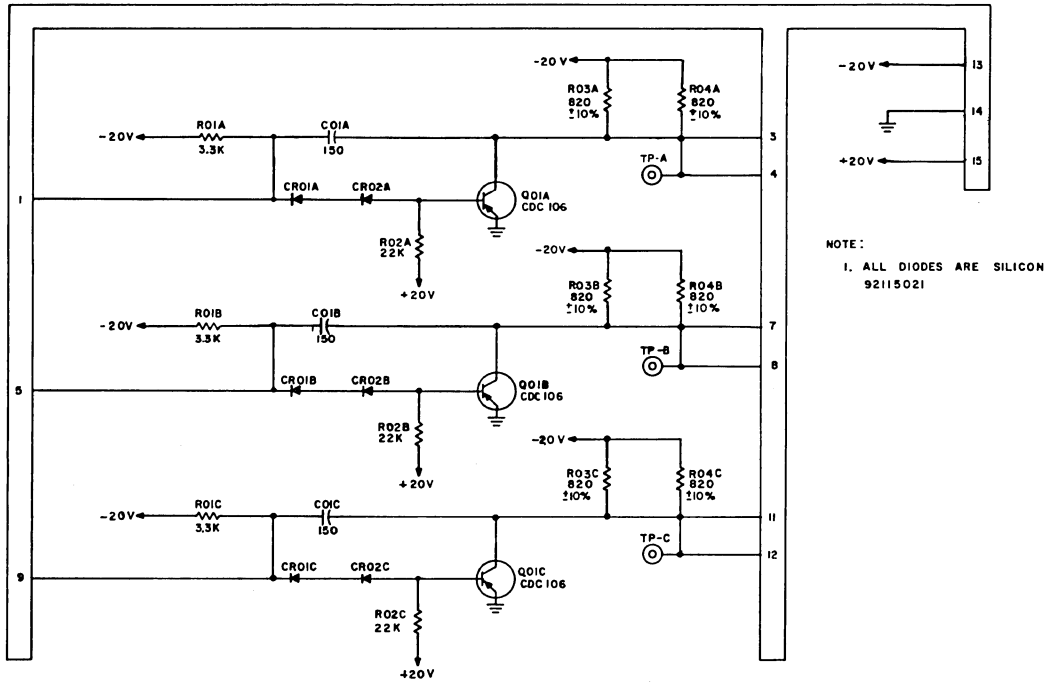 -20V
R03A
820
±10%
R04A
820
±10%
-20V
R01A
3.3K
C01A
150
3
TP-A
4
CR01A
CR02A
1
Q01A
CDC 106
R02A
22K
+20V
-20V
R03B
820
±10%
R04B
820
±10%
-20V
R01B
3.3K
C01B
150
7
TP-B
8
CR01B
CR02B
5
Q01B
CDC 106
R02B
22K
+20V
-20V
R03C
820
±10%
R04C
820
±10%
-20V
R01C
3.3K
C01C
150
11
TP-C
12
CR01C
CR02C
9
Q01C
CDC 106
R02C
22K
+20V
-20V
13
14
+20V
15
NOTE:
1. ALL DIODES ARE SILICON
92115021